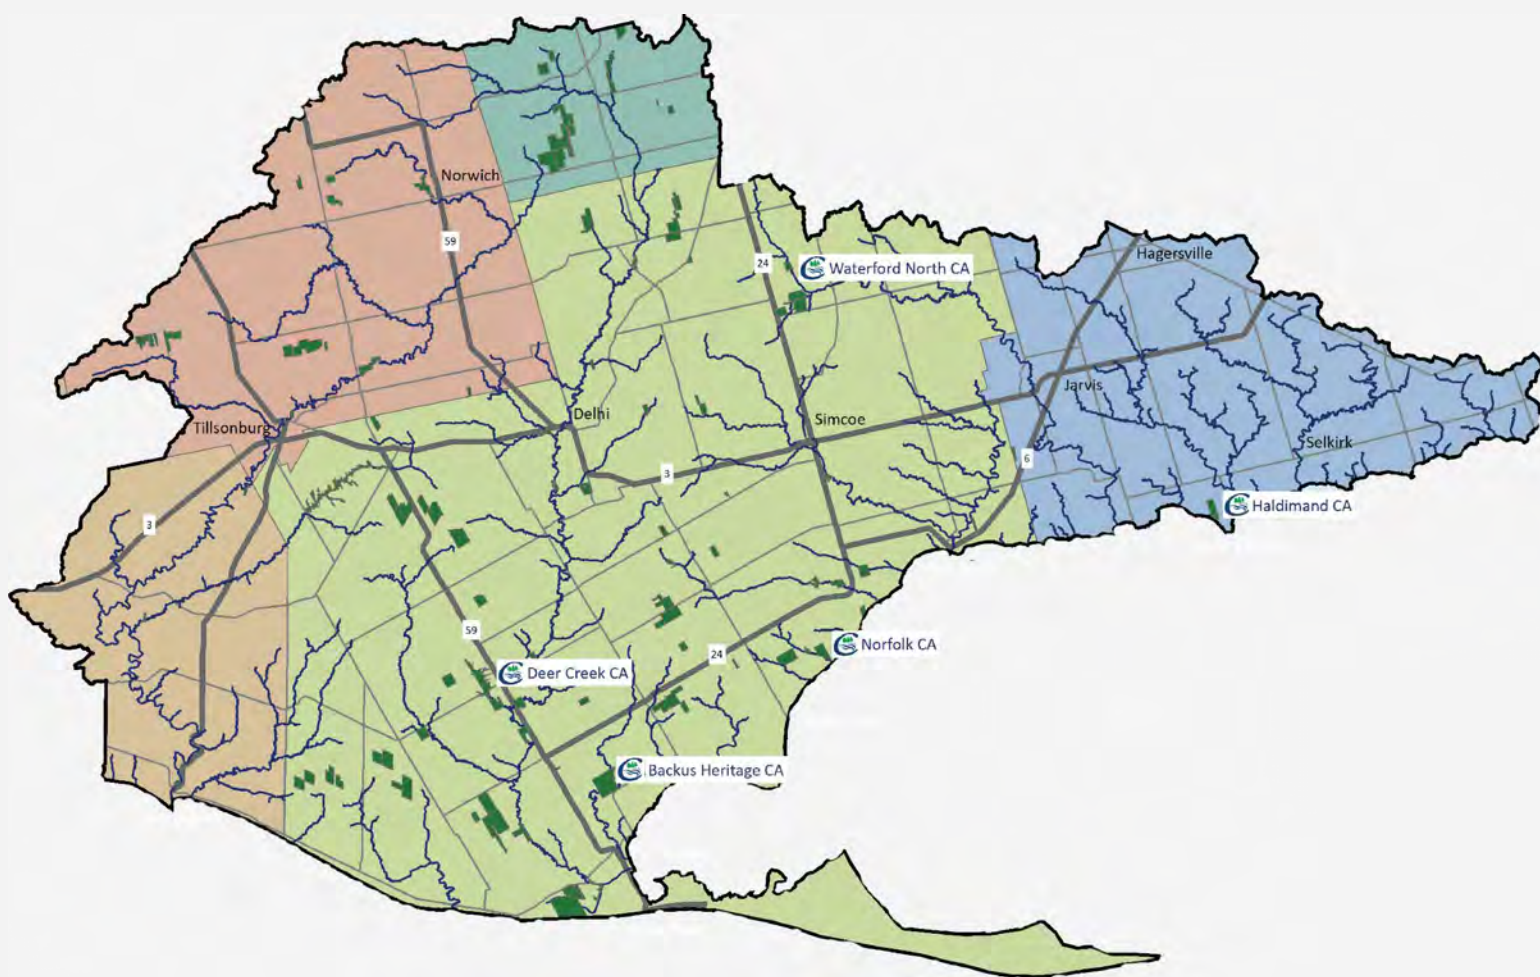 Norwich
59
24
Waterford North CA
Hagersville
Jarvis
Delhi
Simcoe
Tillsonburg
Selkirk
6
3
Haldimand CA
3
59
Norfolk CA
24
Deer Creek CA
Backus Heritage CA